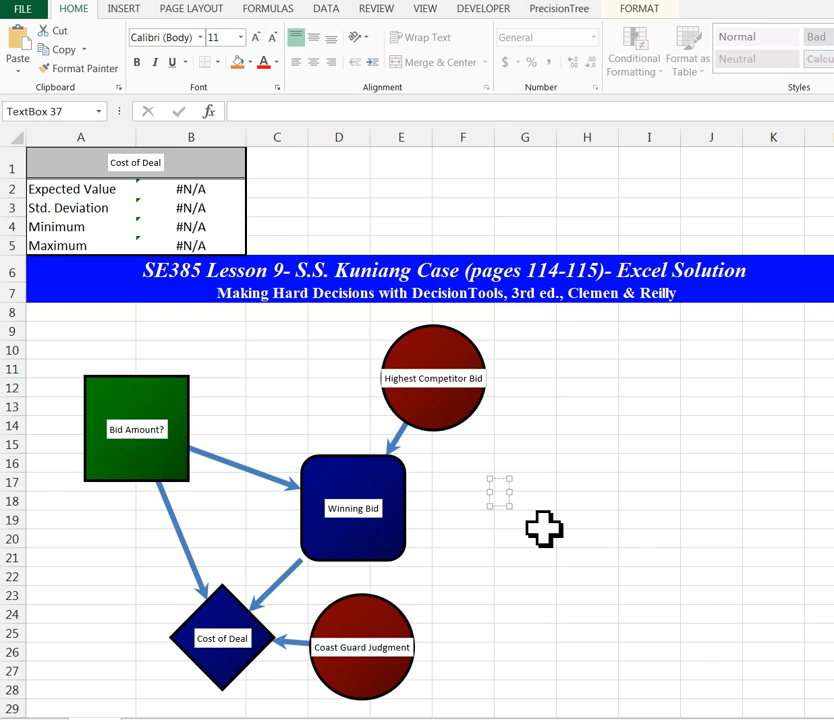 FILE HOME INSERT PAGE LAYOUT FORMULAS DATA REVIEW VIEW DEVELOPER PrecisionTree FORMAT
Paste
Cut
Copy
Format Painter
Clipboard
Calibri (Body) 11
B I U
Font
Wrap Text
Merge & Center
Alignment
General
$ % ,
Number
Conditional Formatting
Format as Table
Normal Bad
Neutral Calcu
Styles
TextBox 37 fx
A B C D E F G H I J K
1 Cost of Deal
2 Expected Value #N/A
3 Std. Deviation #N/A
4 Minimum #N/A
5 Maximum #N/A
6 SE385 Lesson 9- S.S. Kuniang Case (pages 114-115)- Excel Solution
7 Making Hard Decisions with DecisionTools, 3rd ed., Clemen & Reilly
8
9
10
11
Highest Competitor Bid
12
13
14
Bid Amount?
15
16
17
18
Winning Bid
19
20
21
22
23
24
25
Cost of Deal
26
Coast Guard Judgment
27
28
29